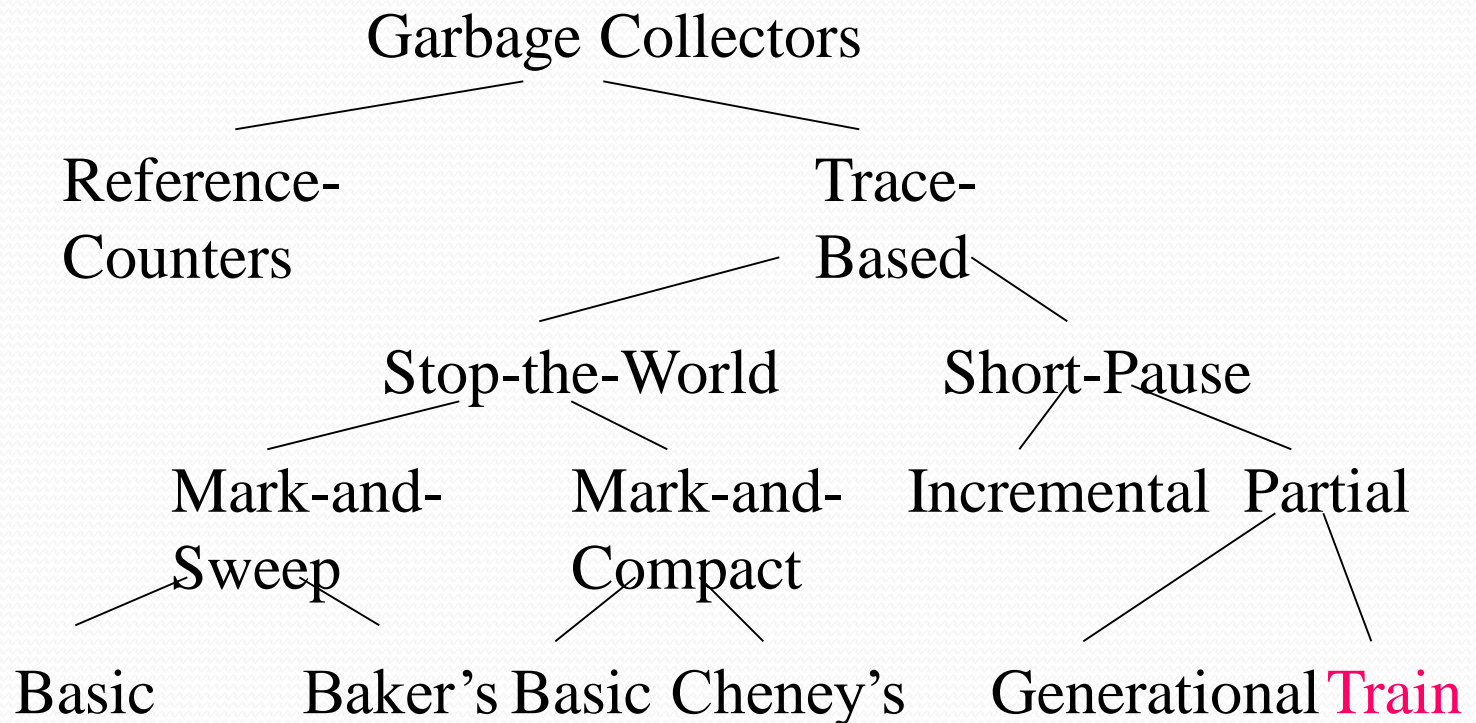 Garbage Collectors
Reference-
Counters
Trace-
Based
Stop-the-World
Short-Pause
Mark-and-
Sweep
Mark-and-
Compact
Incremental
Partial
Basic
Baker’s
Basic
Cheney’s
Generational
Train